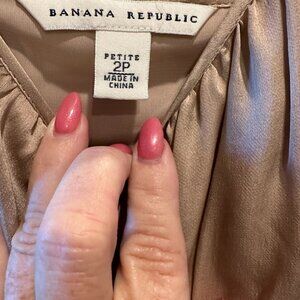 BANANA REPUBLIC
PETITE
2P
MADE IN
CHINA